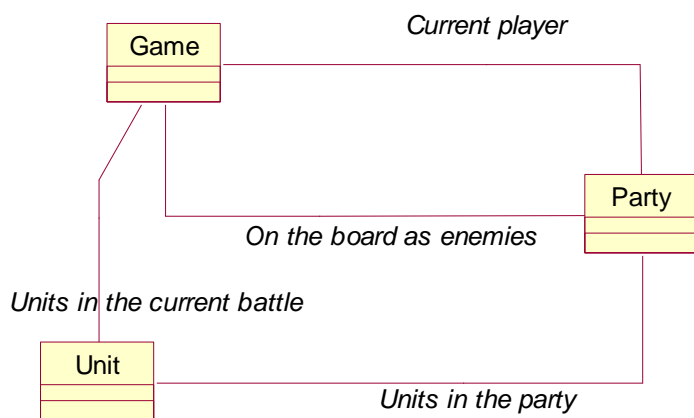 Current player
Game
Party
On the board as enemies
Units in the current battle
Unit
Units in the party